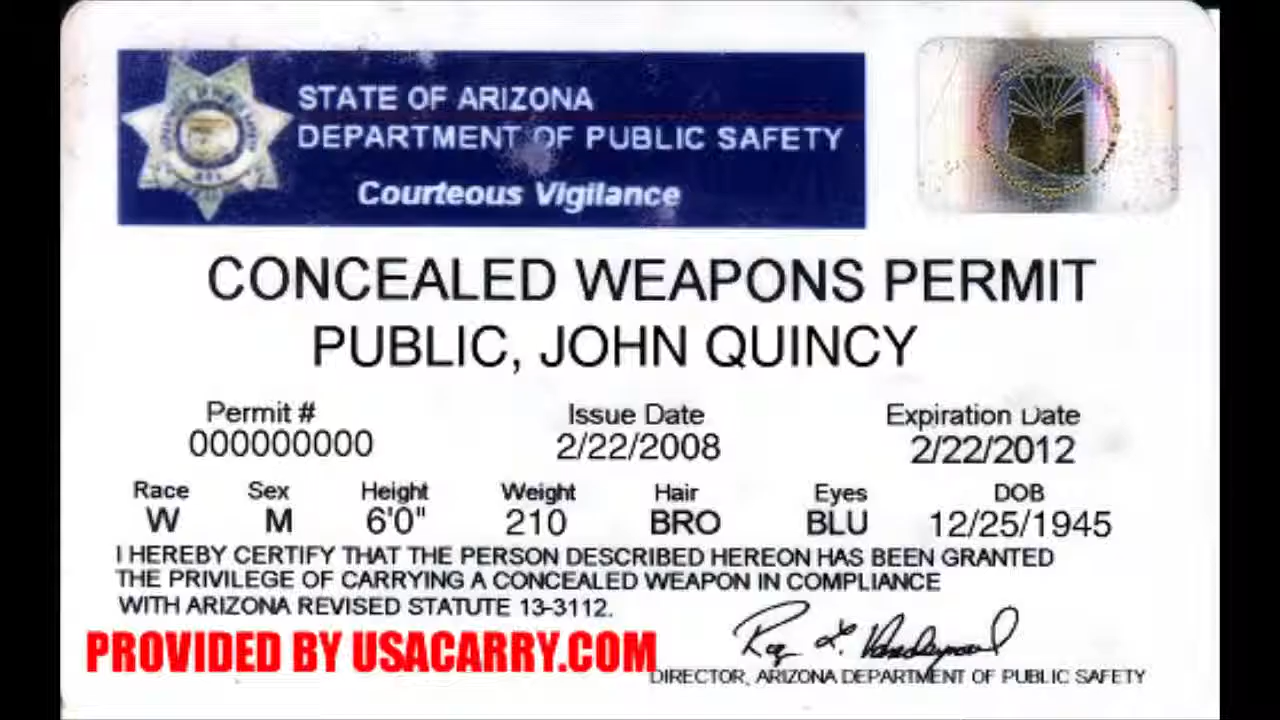 STATE OF ARIZONA
DEPARTMENT OF PUBLIC SAFETY
Courteous Vigilance
CONCEALED WEAPONS PERMIT
PUBLIC, JOHN QUINCY
Permit # Issue Date Expiration Date
000000000 2/22/2008 2/22/2012
Race Sex Height Weight Hair Eyes DOB
W M 6'0" 210 BRO BLU 12/25/1945
I HEREBY CERTIFY THAT THE PERSON DESCRIBED HEREON HAS BEEN GRANTED
THE PRIVILEGE OF CARRYING A CONCEALED WEAPON IN COMPLIANCE
WITH ARIZONA REVISED STATUTE 13-3112.
PROVIDED BY USACARRY.COM
DIRECTOR, ARIZONA DEPARTMENT OF PUBLIC SAFETY